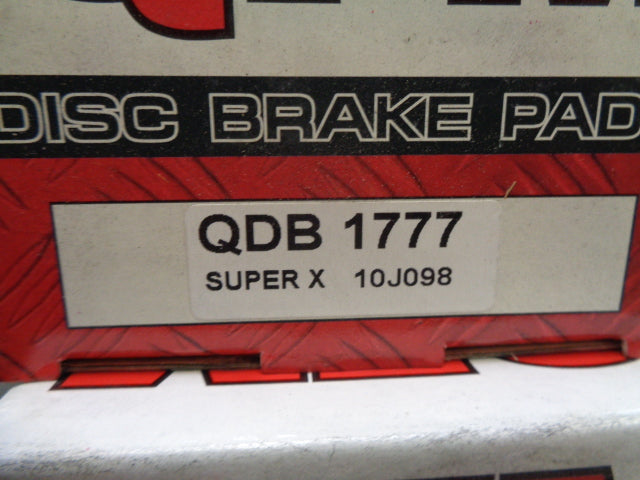 DISC BRAKE PAD
QDB 1777
SUPER X 10J098